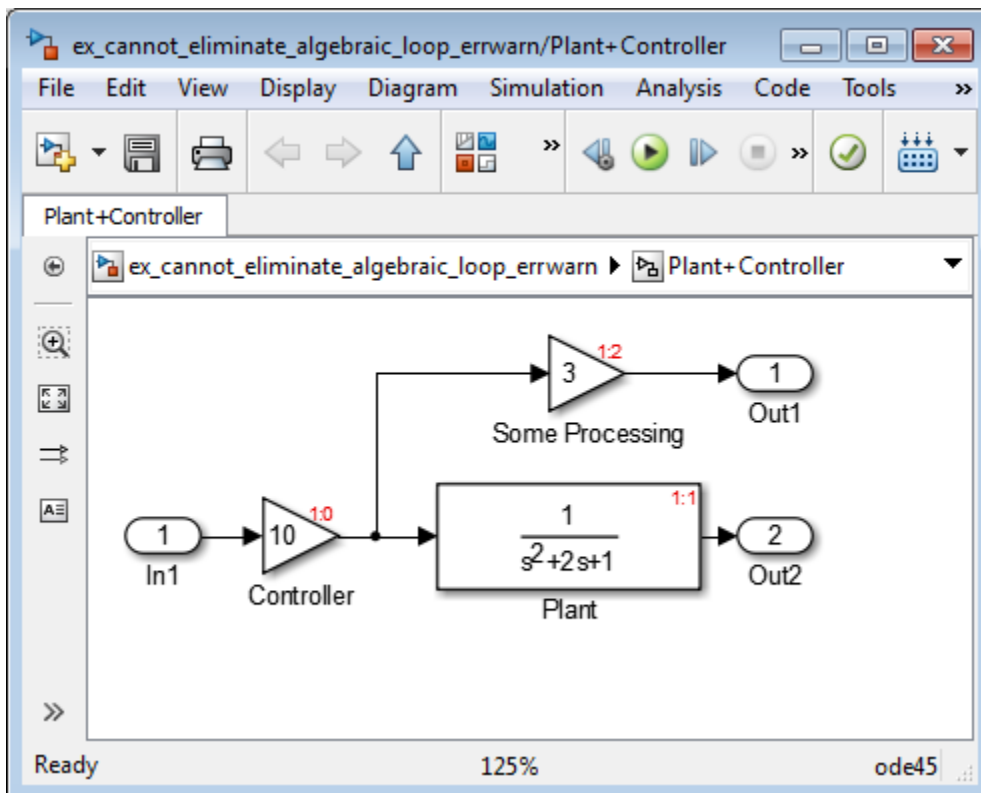 ex_cannot_eliminate_algebraic_loop_errwarn/Plant+Controller
File Edit View Display Diagram Simulation Analysis Code Tools »
» »
Plant+Controller
ex_cannot_eliminate_algebraic_loop_errwarn Plant+Controller
3 1:2
1
Out1
Some Processing
1
In1
10 1:0
Controller
1:1
1
s²+2s+1
Plant
2
Out2
A
»
Ready 125% ode45